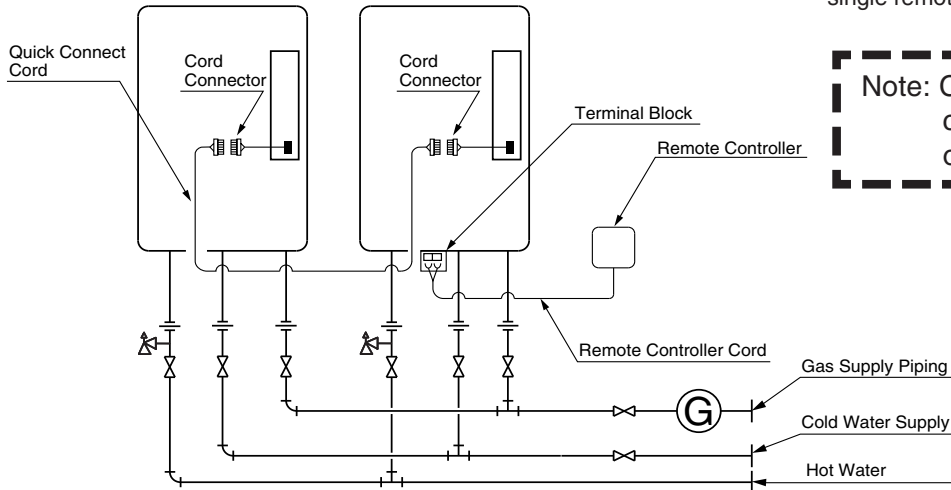 single remot
Quick Connect
Cord
Cord
Connector
Cord
Connector
Terminal Block
Remote Controller
Note: C
Remote Controller Cord
Gas Supply Piping
G
Cold Water Supply
Hot Water